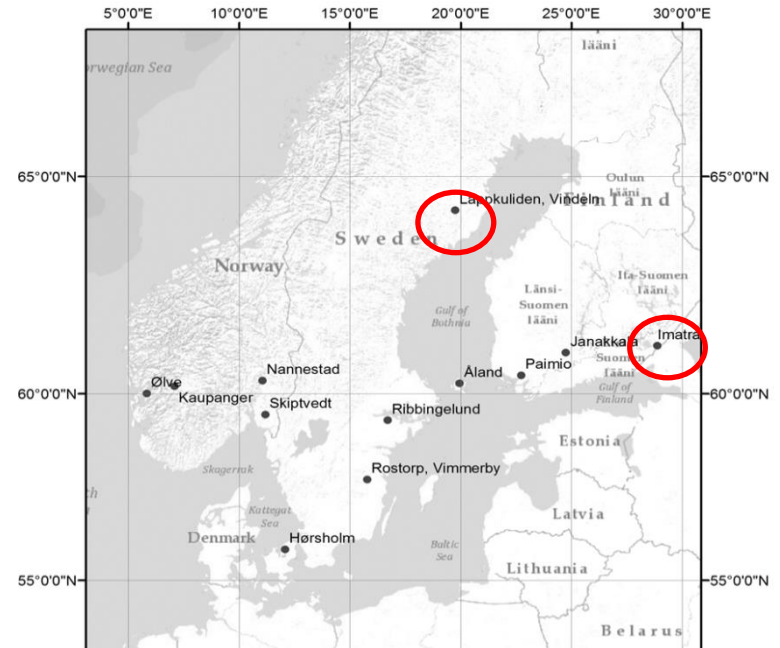 5°0'0"E 10°0'0"E 15°0'0"E 20°0'0"E 25°0'0"E 30°0'0"E
lääni
rwegian Sea
65°0'0"N 65°0'0"N
Oulun
lääni
Lappkuliden, Vindeln
Finland
Sweden
Norway
Itä-Suomen
lääni
Länsi-
Suomen
lääni
Gulf of
Bothnia
Imatra
Janakkala
Suomen
lääni
Paimio
Åland
Nannestad
Ølve
Kaupanger
60°0'0"N 60°0'0"N
Gulf of
Finland
Skiptvedt
Ribbingelund
Estonia
Skagerrak
Rostorp, Vimmerby
th
Kattegat
Sea
Latvia
Denmark
Hørsholm
Baltic
Sea
Lithuania
55°0'0"N 55°0'0"N
Belarus